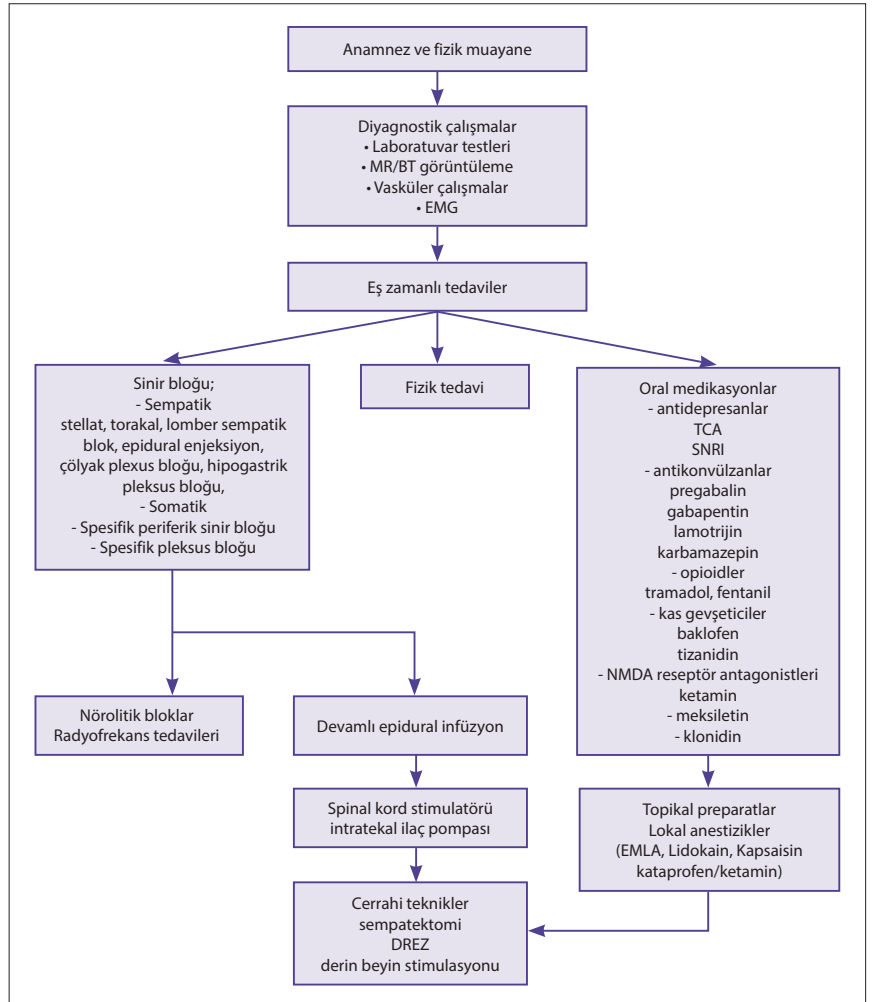 Anamnez ve fizik muayane
Diyagnostik çalışmalar
• Laboratuvar testleri
• MR/BT görüntüleme
• Vasküler çalışmalar
• EMG
Eş zamanlı tedaviler
Sinir bloğu;
- Sempatik
stellat, torakal, lomber sempatik
blok, epidural enjeksiyon,
çölyak plexus bloğu, hipogastrik
pleksus bloğu,
- Somatik
- Spesifik periferik sinir bloğu
- Spesifik pleksus bloğu
Fizik tedavi
Oral medikasyonlar
- antidepresanlar
TCA
SNRI
- antikonvülzanlar
pregabalin
gabapentin
lamotrijin
karbamazepin
- opioidler
tramadol, fentanil
- kas gevşeticiler
baklofen
tizanidin
- NMDA reseptör antagonistleri
ketamin
- meksiletin
- klonidin
Nörolitik bloklar
Radyofrekans tedavileri
Devamlı epidural infüzyon
Spinal kord stimulatörü
intratekal ilaç pompası
Topikal preparatlar
Lokal anestizikler
(EMLA, Lidokain, Kapsaisin
kataprofen/ketamin)
Cerrahi teknikler
sempatektomi
DREZ
derin beyin stimulasyonu